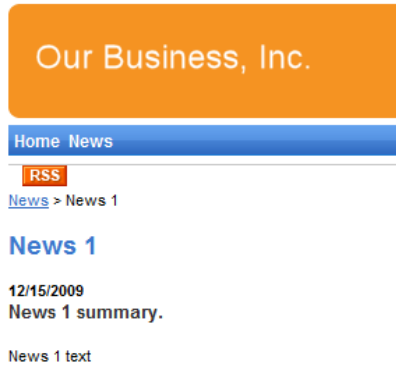 Our Business, Inc.
Home News
RSS
News > News 1
News 1
12/15/2009
News 1 summary.
News 1 text